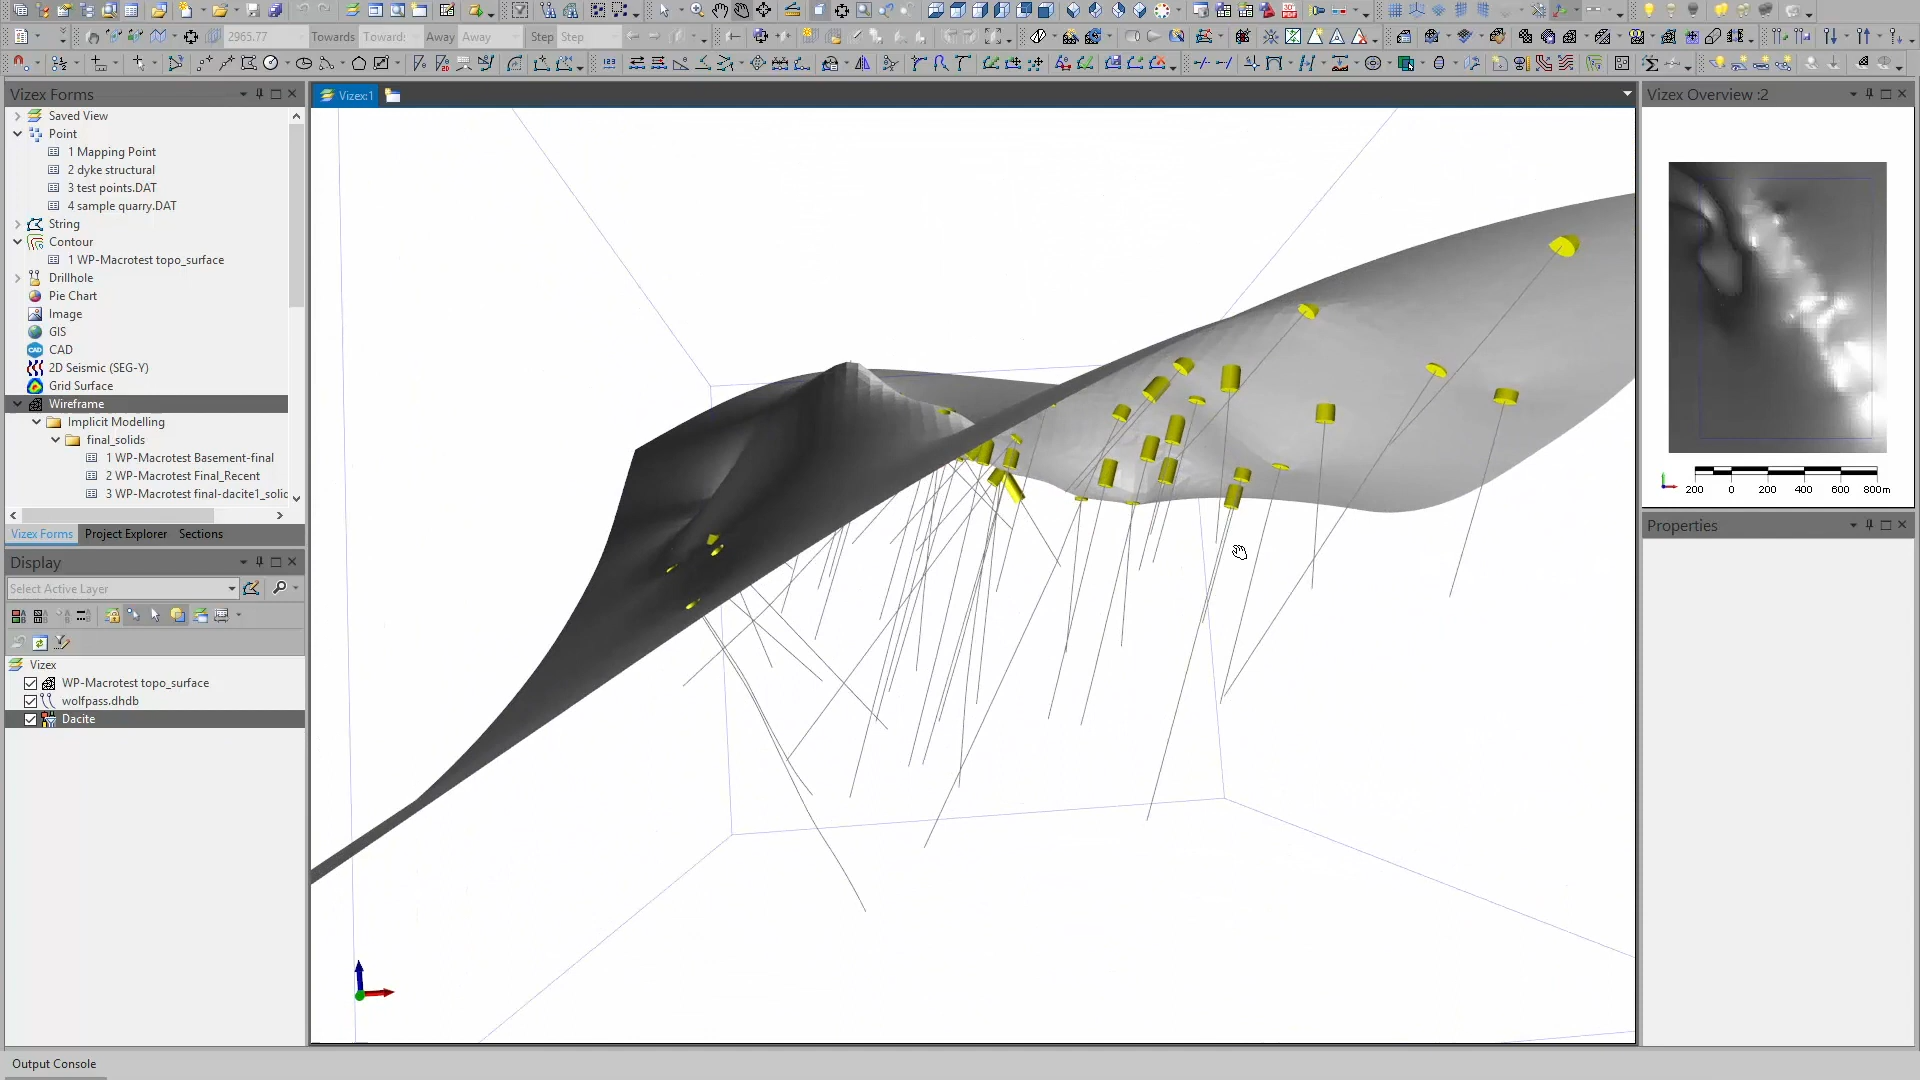 2965.77
Towards
Toward:
Away
Away
Step
Step
Vizex Forms
Saved View
Point
1 Mapping Point
2 dyke structural
3 test points.DAT
4 sample quarry.DAT
String
Contour
1 WP-Macrotest topo_surface
Drillhole
Pie Chart
Image
GIS
CAD
2D Seismic (SEG-Y)
Grid Surface
Wireframe
Implicit Modelling
final_solids
1 WP-Macrotest Basement-final
2 WP-Macrotest Final_Recent
3 WP-Macrotest final-dacite1_solid
Vizex Forms
Project Explorer
Sections
Display
Select Active Layer
Vizex
WP-Macrotest topo_surface
wolfpass.dhdb
Dacite
Vizex:1
Vizex Overview :2
200 0 200 400 600 800m
Properties
Output Console